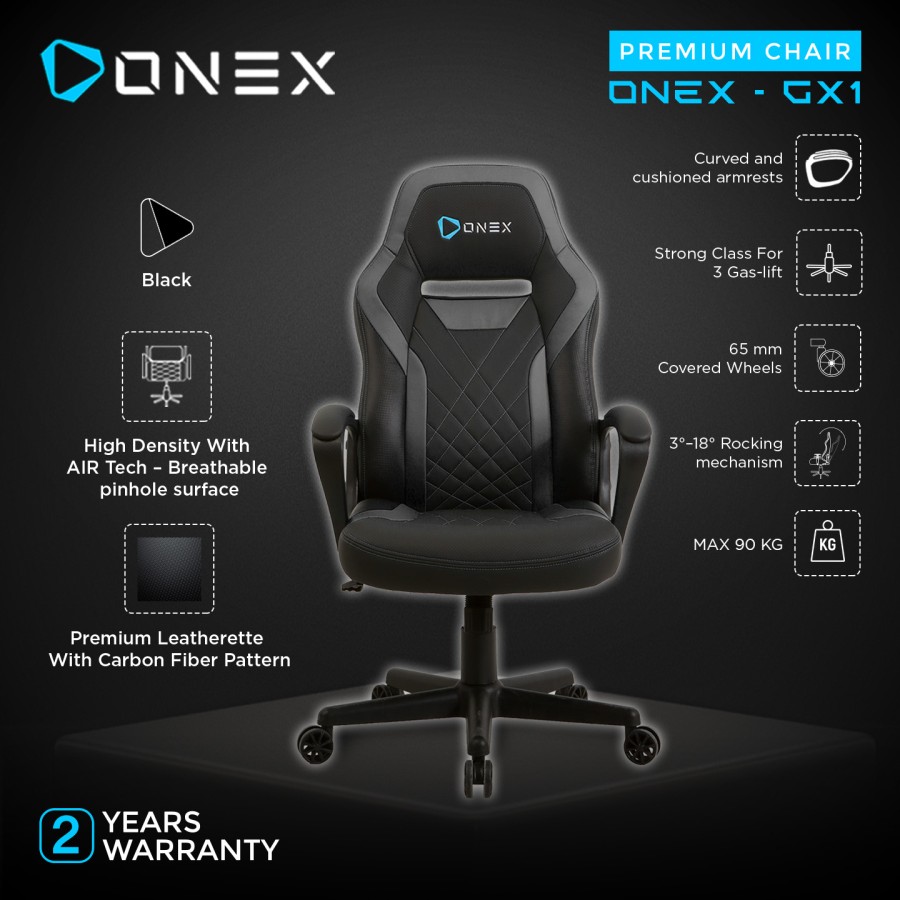 ONEX
PREMIUM CHAIR
ONEX - GX1
Curved and
cushioned armrests
Strong Class For
3 Gas-lift
65 mm
Covered Wheels
3°-18° Rocking
mechanism
MAX 90 KG
KG
ONEX
Black
High Density With
AIR Tech – Breathable
pinhole surface
Premium Leatherette
With Carbon Fiber Pattern
2 YEARS
WARRANTY